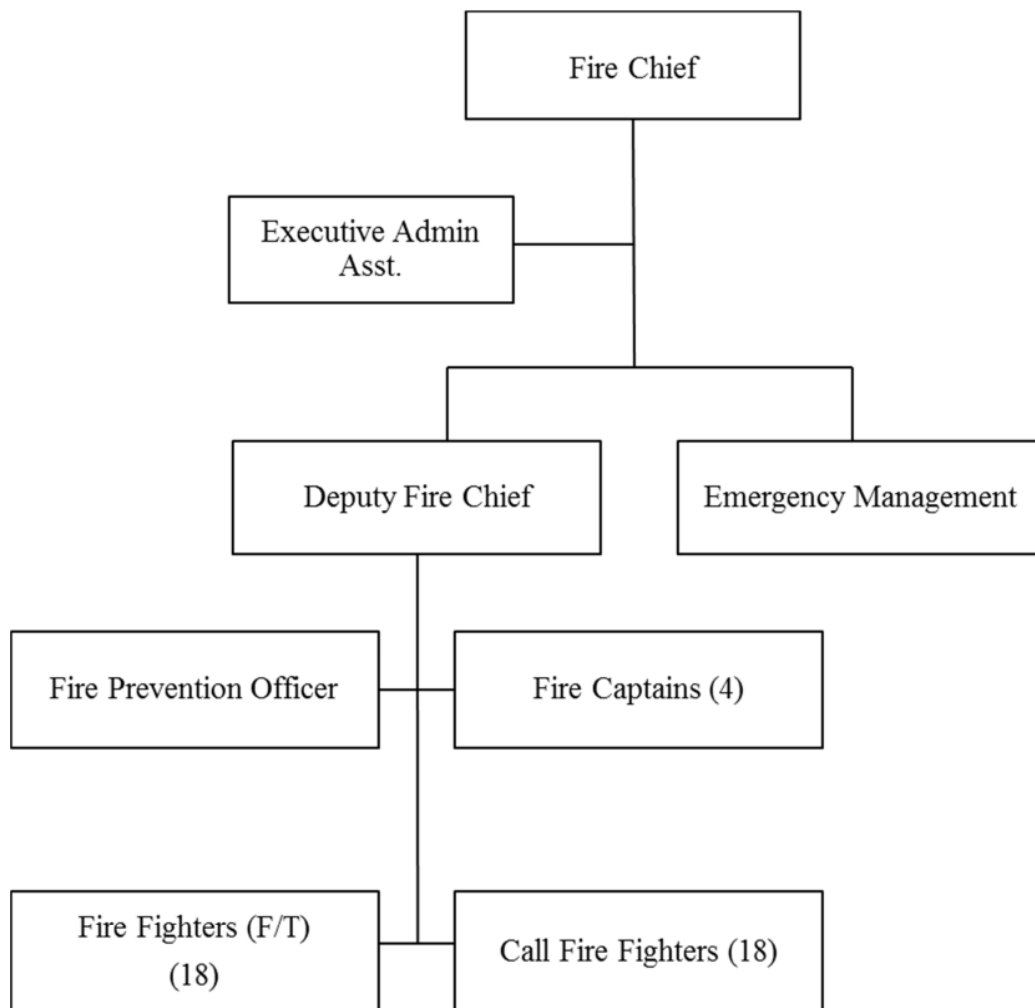 Fire Chief
Executive Admin
Asst.
Deputy Fire Chief
Emergency Management
Fire Prevention Officer
Fire Captains (4)
Fire Fighters (F/T)
(18)
Call Fire Fighters (18)